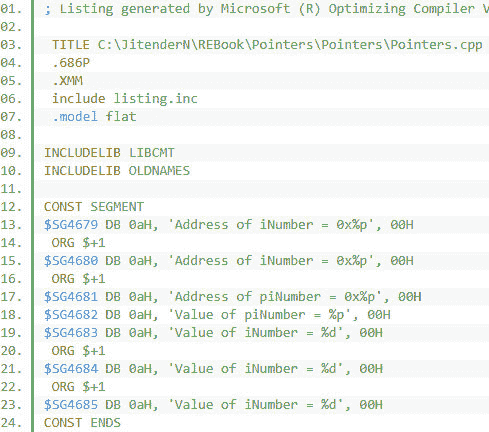 01. ; Listing generated by Microsoft (R) Optimizing Compiler V
02.
03. TITLE C:\JitenderN\REBook\Pointers\Pointers\Pointers.cpp
04. .686P
05. .XMM
06. include listing.inc
07. .model flat
08.
09. INCLUDELIB LIBCMT
10. INCLUDELIB OLDNAMES
11.
12. CONST SEGMENT
13. $SG4679 DB 0aH, 'Address of iNumber = 0x%p', 00H
14. ORG $+1
15. $SG4680 DB 0aH, 'Address of iNumber = 0x%p', 00H
16. ORG $+1
17. $SG4681 DB 0aH, 'Address of piNumber = 0x%p', 00H
18. $SG4682 DB 0aH, 'Value of piNumber = %p', 00H
19. $SG4683 DB 0aH, 'Value of iNumber = %d', 00H
20. ORG $+1
21. $SG4684 DB 0aH, 'Value of iNumber = %d', 00H
22. ORG $+1
23. $SG4685 DB 0aH, 'Value of iNumber = %d', 00H
24. CONST ENDS